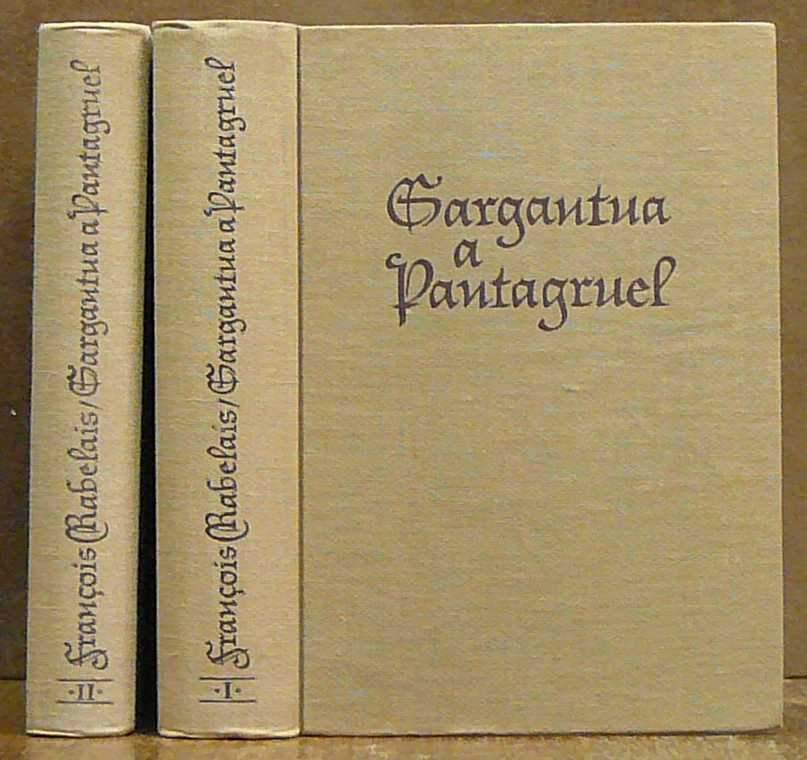 François Rabelais / Gargantua a Pantagruel
·II·
François Rabelais / Gargantua a Pantagruel
·I·
Gargantua
a
Pantagruel